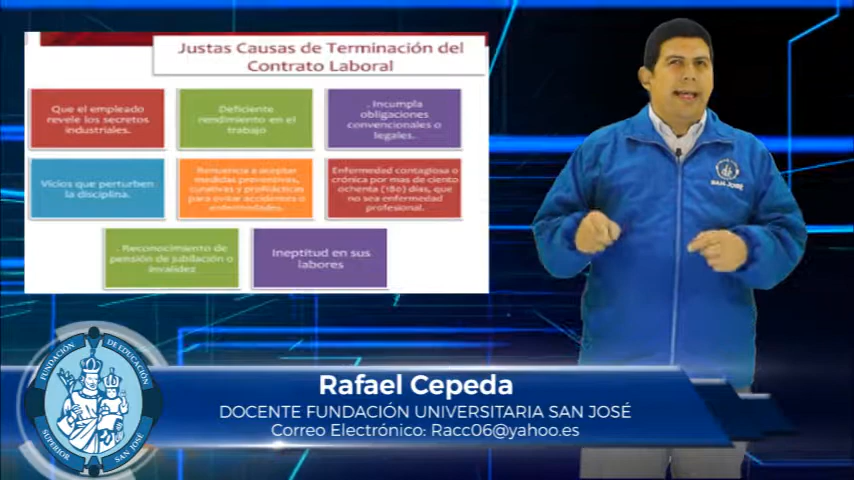 Justas Causas de Terminación del
Contrato Laboral
Que el empleado
revele los secretos
industriales.
Deficiente
rendimiento en el
trabajo
. Incumpla
obligaciones
convencionales o
legales.
Vicios que perturben
la disciplina.
Renuencia a aceptar
medidas preventivas,
curativas y profilácticas
para evitar accidentes o
enfermedades.
Enfermedad contagiosa o
crónica por mas de ciento
ochenta (180) días, que
no sea enfermedad
profesional.
. Reconocimiento de
pensión de jubilación o
invalidez
Ineptitud en sus
labores
SAN JOSÉ
FUNDACIÓN DE EDUCACIÓN
SUPERIOR SAN JOSÉ
Rafael Cepeda
DOCENTE FUNDACIÓN UNIVERSITARIA SAN JOSÉ
Correo Electrónico: Racc06@yahoo.es